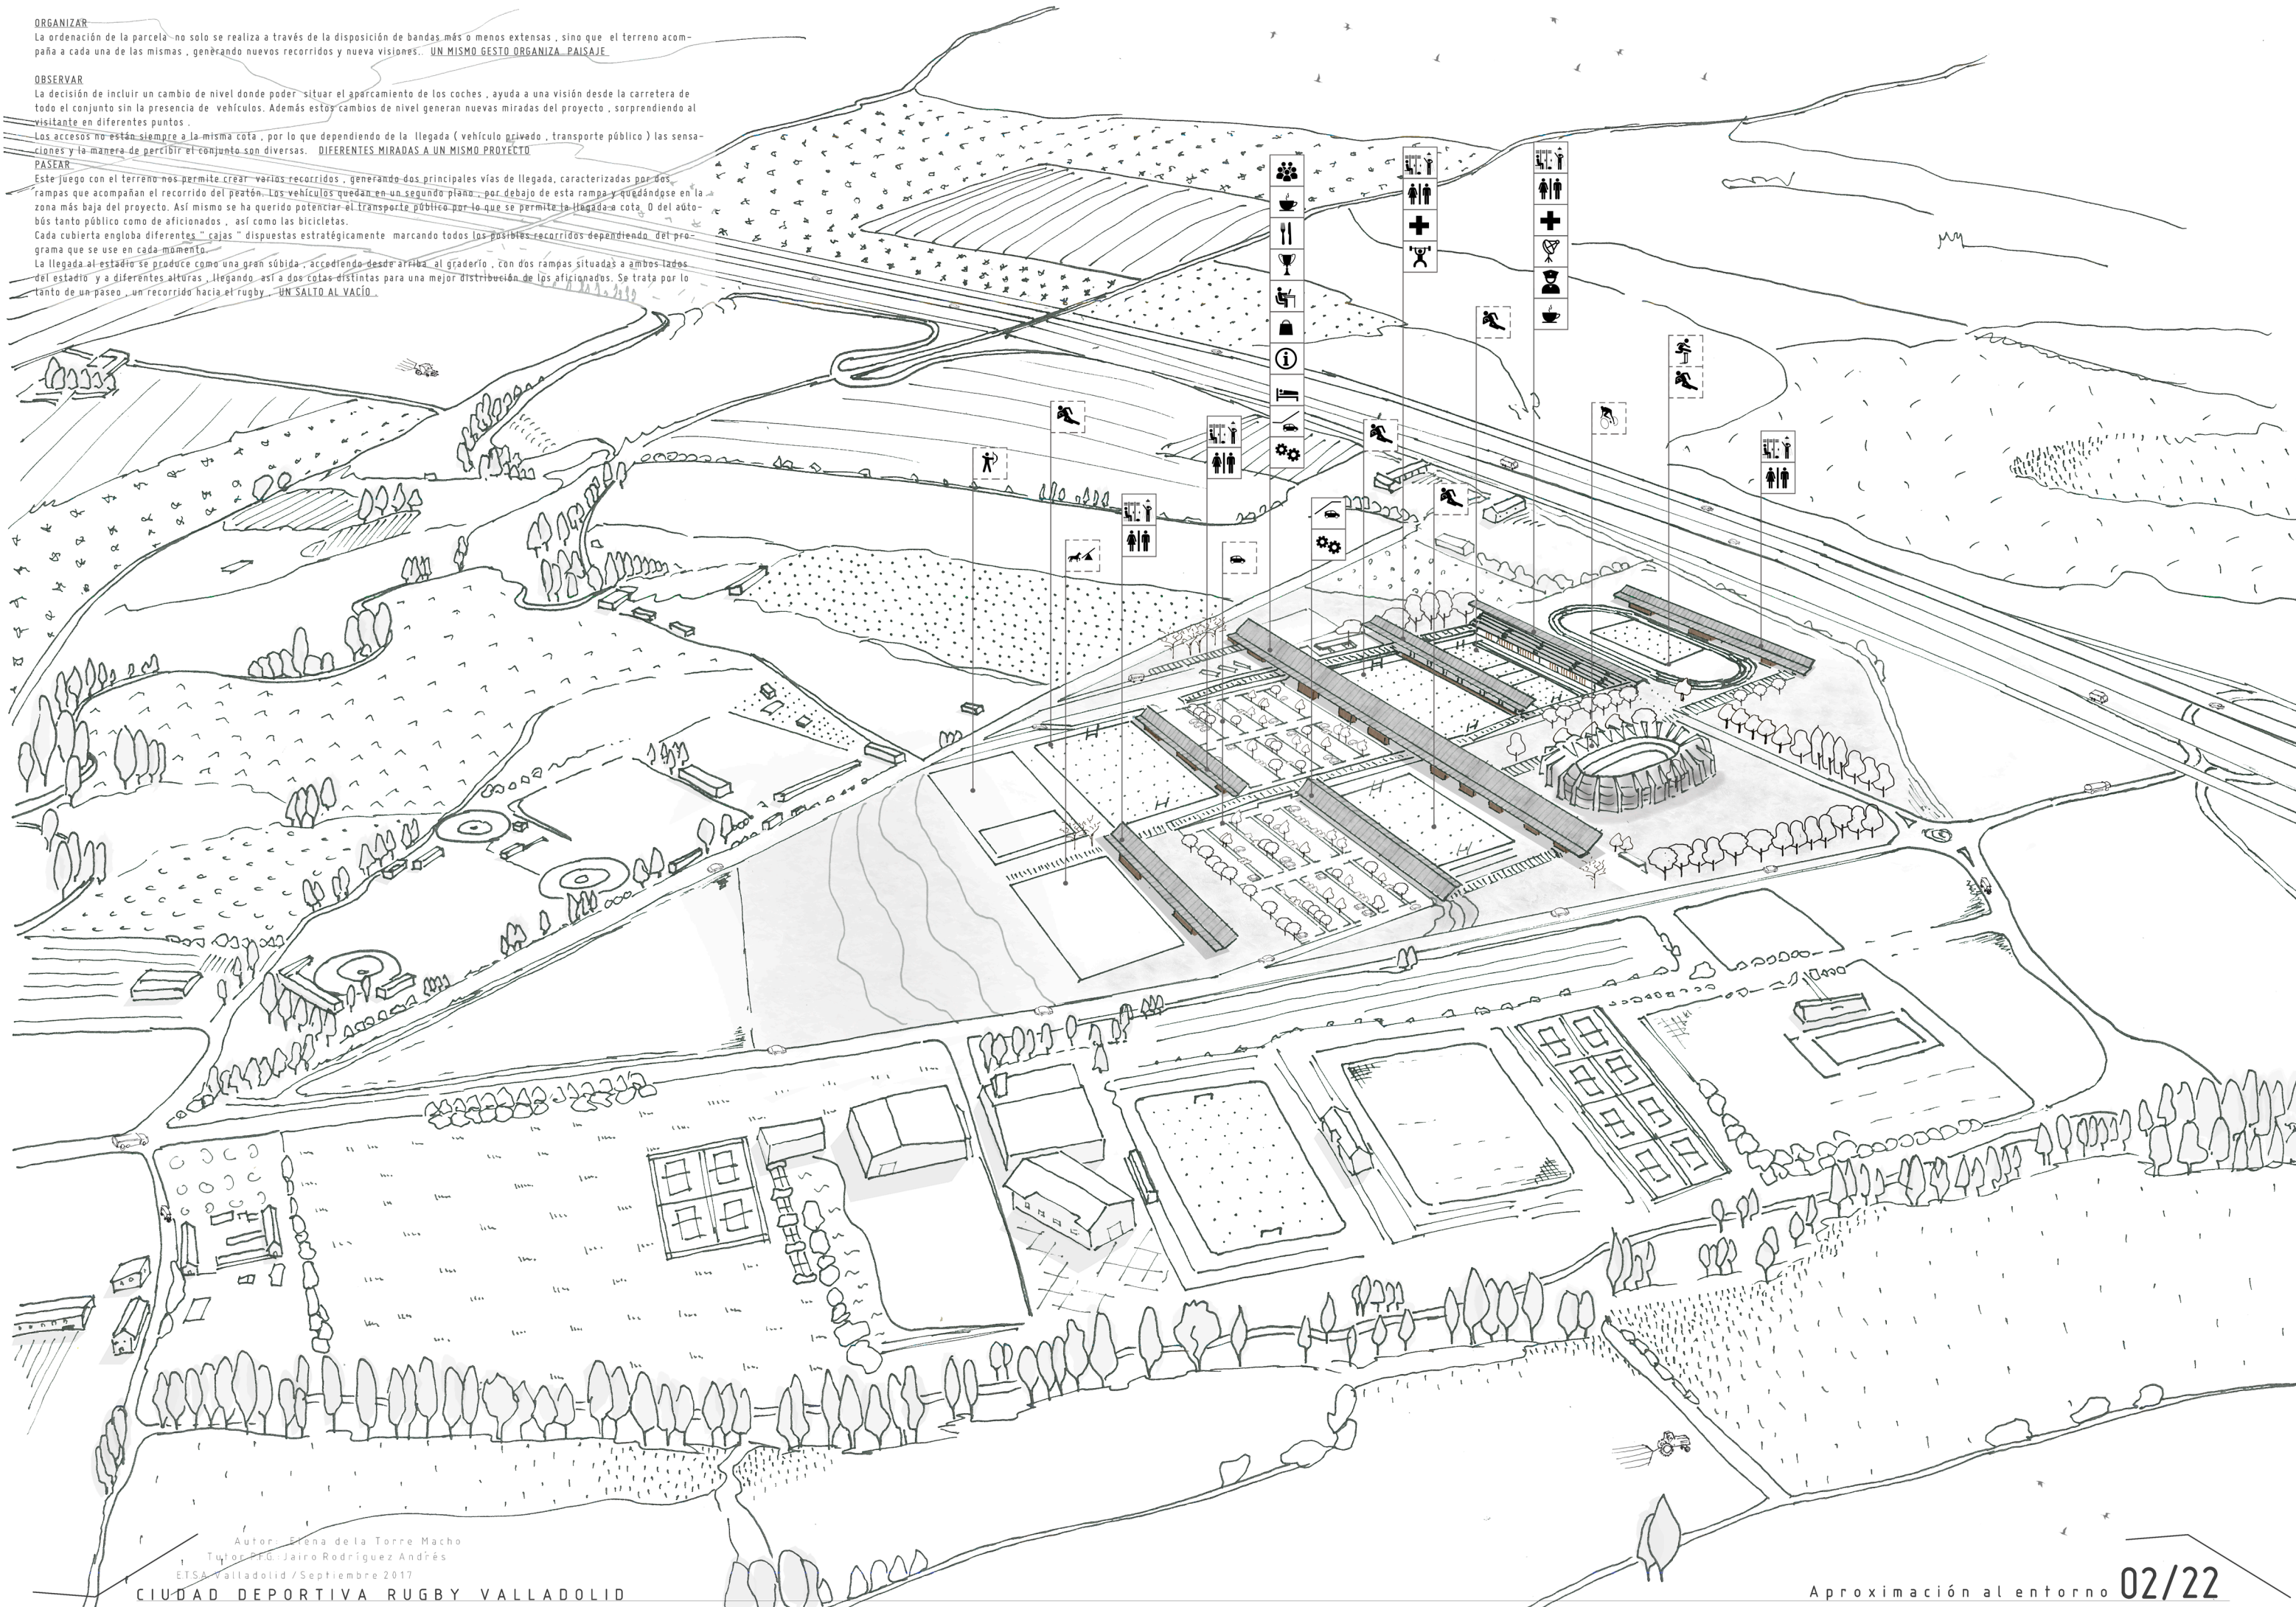 ORGANIZAR
La ordenación de la parcela no solo se realiza a través de la disposición de bandas más o menos extensas , sino que el terreno acom-
paña a cada una de las mismas , generando nuevos recorridos y nueva visiones. UN MISMO GESTO ORGANIZA PAISAJE
OBSERVAR
La decisión de incluir un cambio de nivel donde poder situar el aparcamiento de los coches , ayuda a una visión desde la carretera de
todo el conjunto sin la presencia de vehículos. Además estos cambios de nivel generan nuevas miradas del proyecto , sorprendiendo al
visitante en diferentes puntos .
Los accesos no están siempre a la misma cota , por lo que dependiendo de la llegada ( vehículo privado , transporte público ) las sensa-
ciones y la manera de percibir el conjunto son diversas. DIFERENTES MIRADAS A UN MISMO PROYECTO
PASEAR
Este juego con el terreno nos permite crear varios recorridos , generando dos principales vías de llegada, caracterizadas por dos
rampas que acompañan el recorrido del peatón. Los vehículos quedan en un segundo plano , por debajo de esta rampa y quedándose en la
zona más baja del proyecto. Así mismo se ha querido potenciar el transporte público por lo que se permite la llegada a cota 0 del auto-
bús tanto público como de aficionados , así como las bicicletas.
Cada cubierta engloba diferentes " cajas " dispuestas estratégicamente marcando todos los posibles recorridos dependiendo del pro-
grama que se use en cada momento.
La llegada al estadio se produce como una gran súbida , accediendo desde arriba al graderío , con dos rampas situadas a ambos lados
del estadio y a diferentes alturas , llegando así a dos cotas distintas para una mejor distribución de los aficionados. Se trata por lo
tanto de un paseo , un recorrido hacia el rugby , UN SALTO AL VACÍO .
Autor: Elena de la Torre Macho
Tutor P.F.G.: Jairo Rodríguez Andrés
ETSA Valladolid / Septiembre 2017
CIUDAD DEPORTIVA RUGBY VALLADOLID
Aproximación al entorno 02/22